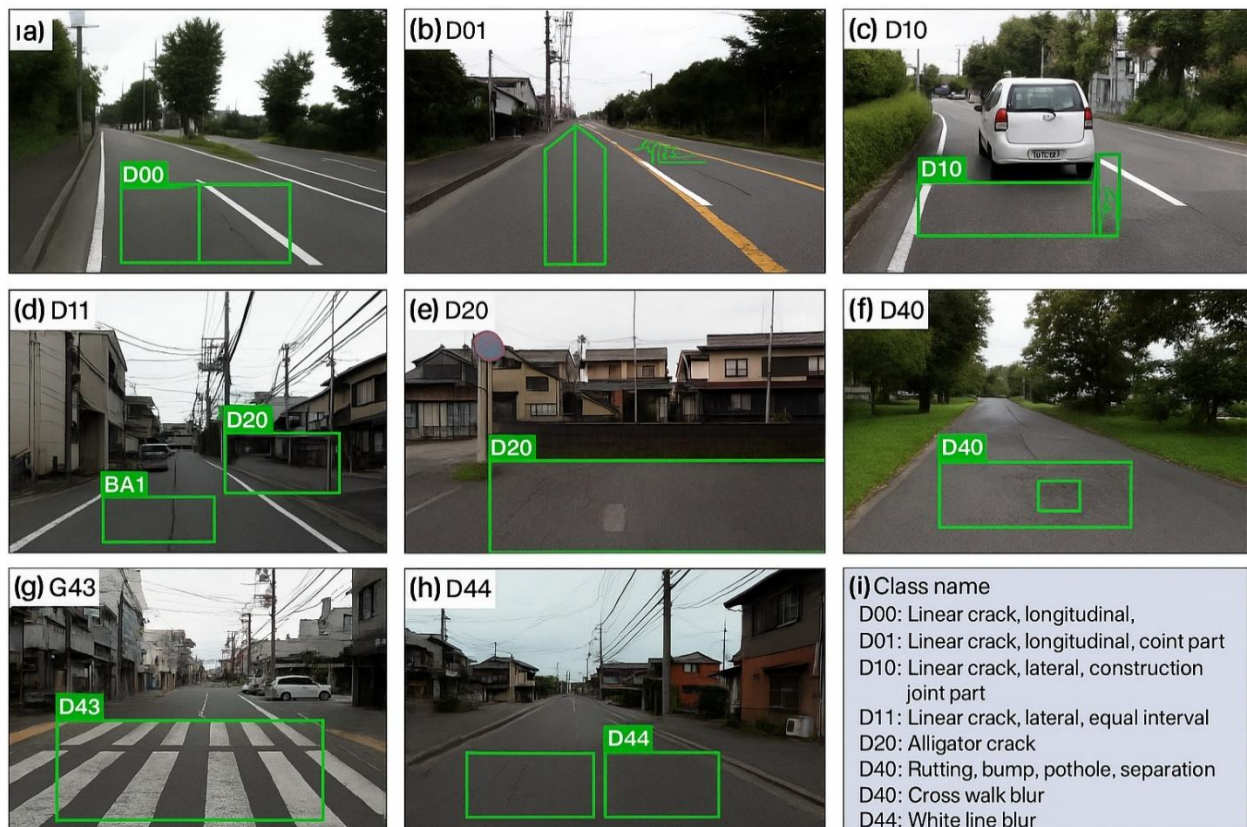 ıa)
D00
(b) D01
(c) D10
D10
(d) D11
D20
BA1
(e) D20
D20
(f) D40
D40
(g) G43
D43
(h) D44
D44
(i) Class name
D00: Linear crack, longitudinal,
D01: Linear crack, longitudinal, coint part
D10: Linear crack, lateral, construction
joint part
D11: Linear crack, lateral, equal interval
D20: Alligator crack
D40: Rutting, bump, pothole, separation
D40: Cross walk blur
D44: White line blur